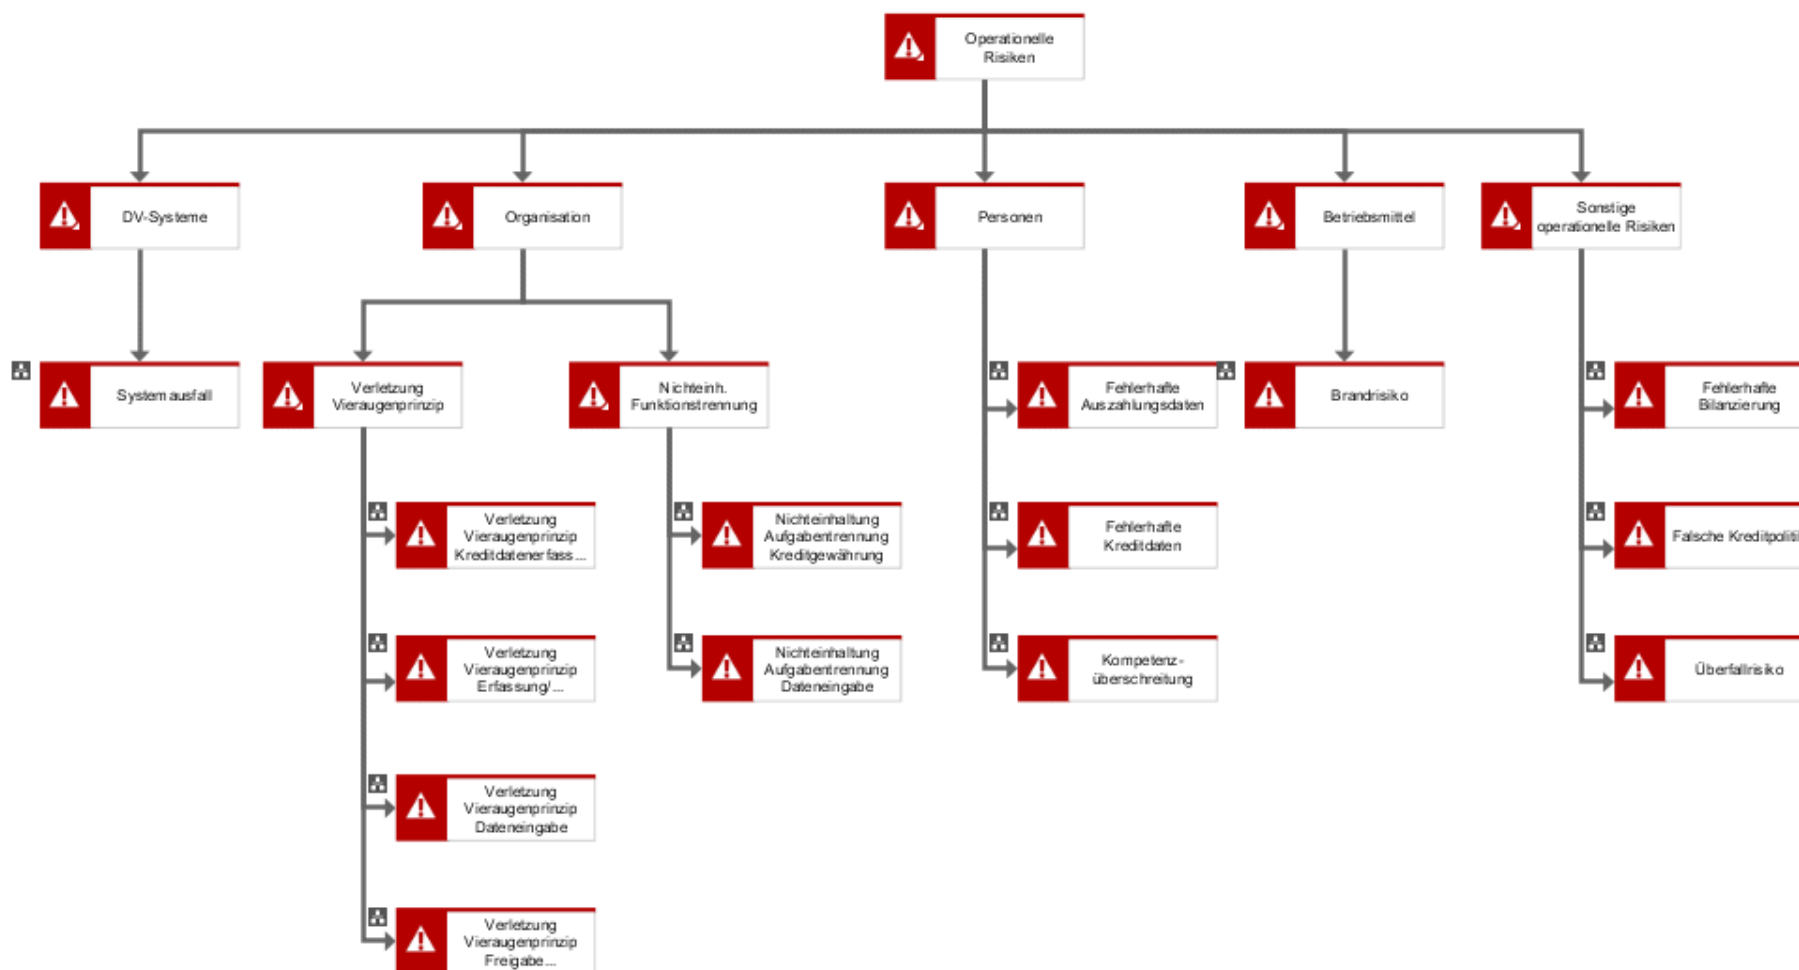 Operationelle
Risiken
DV-Systeme
Organisation
Personen
Betriebsmittel
Sonstige
operationelle Risiken
Systemausfall
Verletzung
Vieraugenprinzip
Nichteinh.
Funktionstrennung
Fehlerhafte
Auszahlungsdaten
Brandrisiko
Fehlerhafte
Bilanzierung
Verletzung
Vieraugenprinzip
Kreditdatenerfass...
Nichteinhaltung
Aufgabentrennung
Kreditgewährung
Fehlerhafte
Kreditdaten
Falsche Kreditpoliti
Verletzung
Vieraugenprinzip
Erfassung/...
Nichteinhaltung
Aufgabentrennung
Dateneingabe
Kompetenz-
überschreitung
Überfallrisiko
Verletzung
Vieraugenprinzip
Dateneingabe
Verletzung
Vieraugenprinzip
Freigabe...